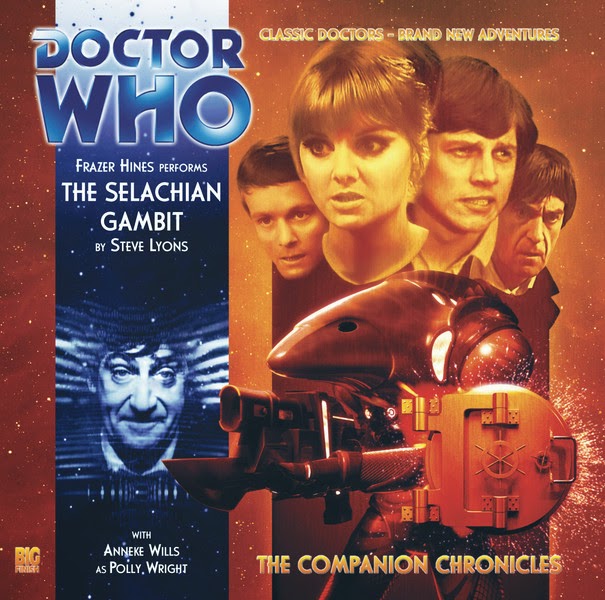 DOCTOR
WHO
CLASSIC DOCTORS - BRAND NEW ADVENTURES
FRAZER HINES PERFORMS
THE SELACHIAN
GAMBIT
BY STEVE LYONS
WITH
ANNEKE WILLS
AS POLLY WRIGHT
BIG
FINISH
THE COMPANION CHRONICLES